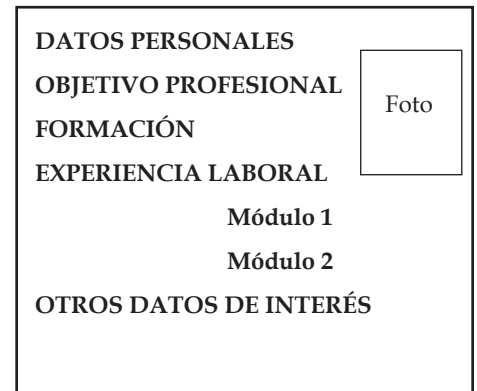 DATOS PERSONALES
OBJETIVO PROFESIONAL
Foto
FORMACIÓN
EXPERIENCIA LABORAL
Módulo 1
Módulo 2
OTROS DATOS DE INTERÉS